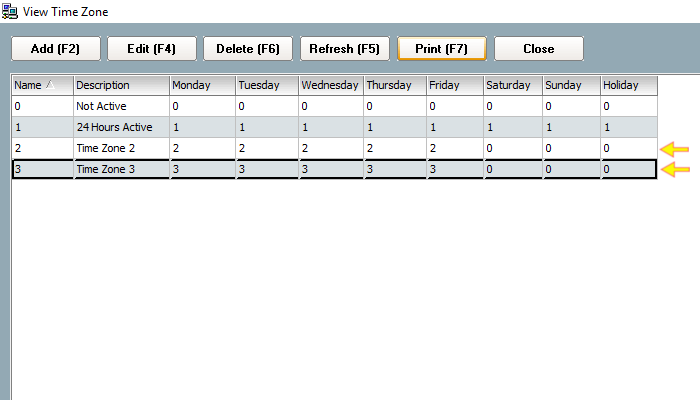 View Time Zone
Add (F2) Edit (F4) Delete (F6) Refresh (F5) Print (F7) Close
Name Description Monday Tuesday Wednesday Thursday Friday Saturday Sunday Holiday
0 Not Active 0 0 0 0 0 0 0 0
1 24 Hours Active 1 1 1 1 1 1 1 1
2 Time Zone 2 2 2 2 2 2 0 0 0
3 Time Zone 3 3 3 3 3 3 0 0 0